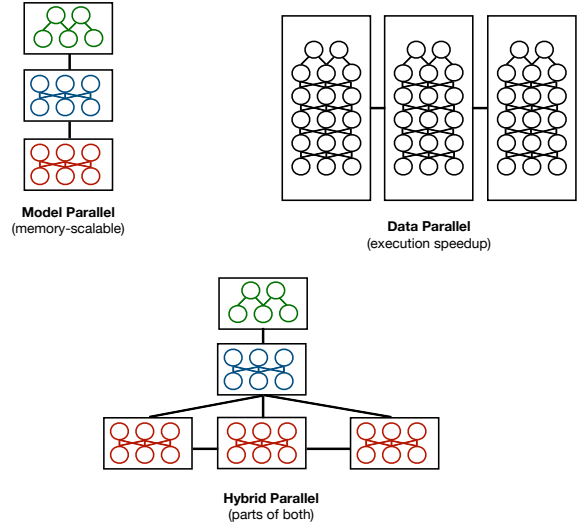 Model Parallel
(memory-scalable)
Data Parallel
(execution speedup)
Hybrid Parallel
(parts of both)